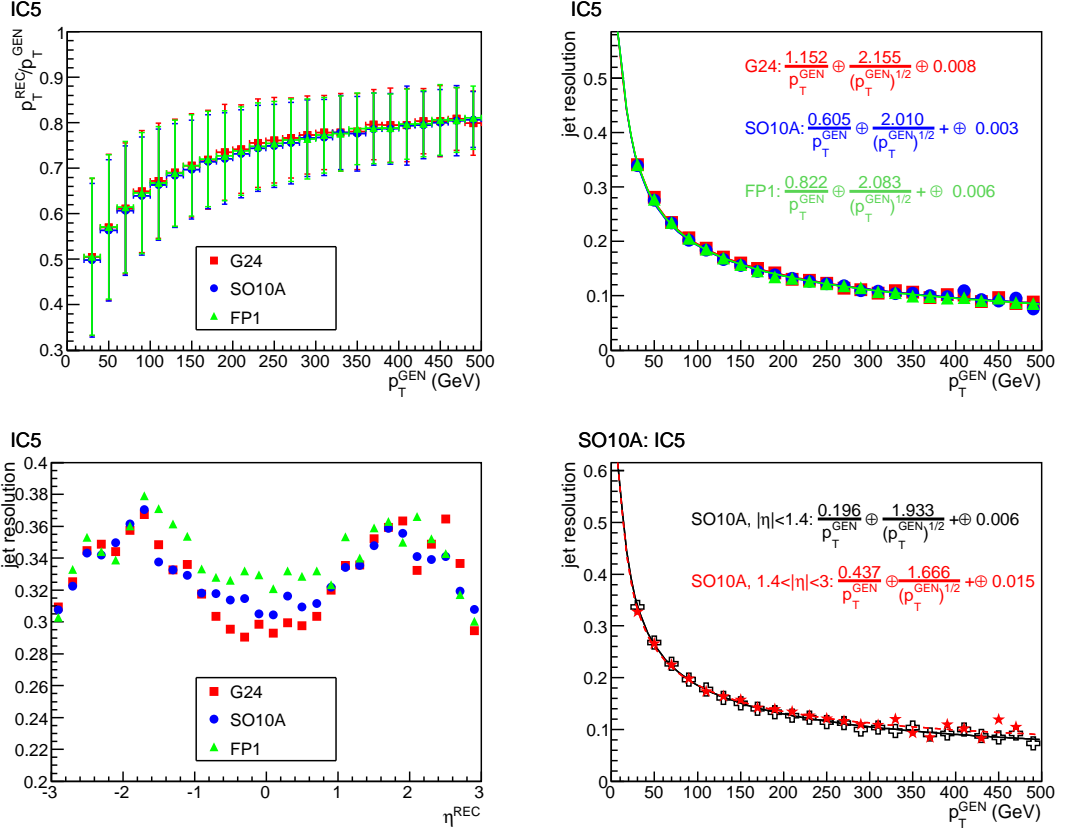 IC5
p_T^REC/p_T^GEN
1
0.9
0.8
0.7
0.6
0.5
0.4
0.3
G24
SO10A
FP1
0 50 100 150 200 250 300 350 400 450 500
p_T^GEN (GeV)
IC5
jet resolution
0.5
0.4
0.3
0.2
0.1
0
G24: 1.152/p_T^GEN ⊕ 2.155/(p_T^GEN)^1/2 ⊕ 0.008
SO10A: 0.605/p_T^GEN ⊕ 2.010/(p_T^GEN)^1/2 + ⊕ 0.003
FP1: 0.822/p_T^GEN ⊕ 2.083/(p_T^GEN)^1/2 + ⊕ 0.006
0 50 100 150 200 250 300 350 400 450 500
p_T^GEN (GeV)
IC5
jet resolution
0.4
0.38
0.36
0.34
0.32
0.3
0.28
0.26
0.24
0.22
0.2
G24
SO10A
FP1
-3 -2 -1 0 1 2 3
η^REC
SO10A: IC5
jet resolution
0.6
0.5
0.4
0.3
0.2
0.1
0
SO10A, |η|<1.4: 0.196/p_T^GEN ⊕ 1.933/(p_T^GEN)^1/2 +⊕ 0.006
SO10A, 1.4<|η|<3: 0.437/p_T^GEN ⊕ 1.666/(p_T^GEN)^1/2 +⊕ 0.015
0 50 100 150 200 250 300 350 400 450 500
p_T^GEN (GeV)